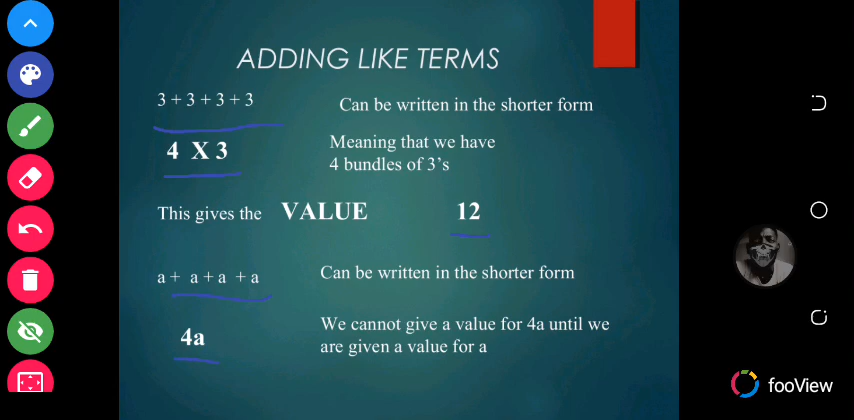 ADDING LIKE TERMS
3 + 3 + 3 + 3
Can be written in the shorter form
4 X 3
Meaning that we have
4 bundles of 3's
This gives the VALUE 12
a + a + a + a
Can be written in the shorter form
4a
We cannot give a value for 4a until we
are given a value for a
fooView